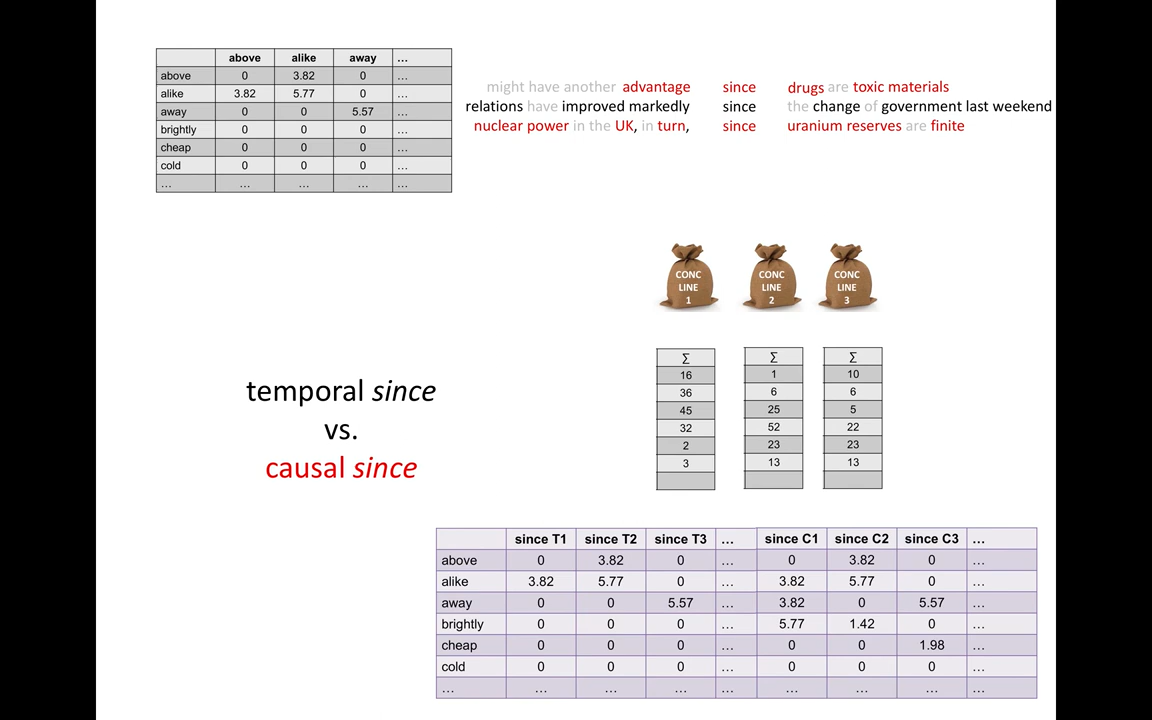 above alike away …
above 0 3.82 0 …
alike 3.82 5.77 0 …
away 0 0 5.57 …
brightly 0 0 0 …
cheap 0 0 0 …
cold 0 0 0 …
… … … … …
might have another advantage since drugs are toxic materials
relations have improved markedly since the change of government last weekend
nuclear power in the UK, in turn, since uranium reserves are finite
CONC LINE 1
CONC LINE 2
CONC LINE 3
∑ ∑ ∑
16 1 10
36 6 6
45 25 5
32 52 22
2 23 23
3 13 13
temporal since
vs.
causal since
since T1 since T2 since T3 … since C1 since C2 since C3 …
above 0 3.82 0 … 0 3.82 0 …
alike 3.82 5.77 0 … 3.82 5.77 0 …
away 0 0 5.57 … 3.82 0 5.57 …
brightly 0 0 0 … 5.77 1.42 0 …
cheap 0 0 0 … 0 0 1.98 …
cold 0 0 0 … 0 0 0 …
… … … … … … … … …